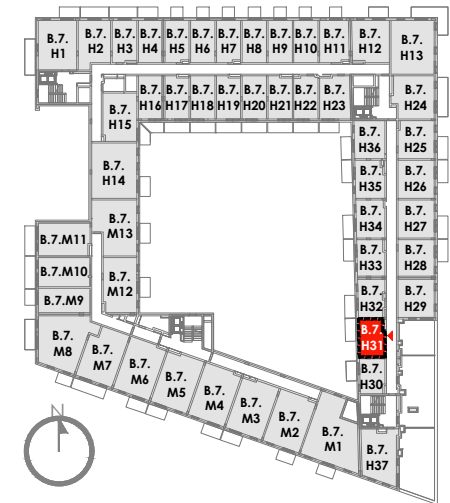 B.7.
H1
B.7.
H2
B.7.
H3
B.7.
H4
B.7.
H5
B.7.
H6
B.7.
H7
B.7.
H8
B.7.
H9
B.7.
H10
B.7.
H11
B.7.
H12
B.7.
H13
B.7.
H15
B.7.
H16
B.7.
H17
B.7.
H18
B.7.
H19
B.7.
H20
B.7.
H21
B.7.
H22
B.7.
H23
B.7.
H24
B.7.
H36
B.7.
H25
B.7.
H14
B.7.
H35
B.7.
H26
B.7.
M13
B.7.
H34
B.7.
H27
B.7.M11
B.7.
H33
B.7.
H28
B.7.M10
B.7.
M12
B.7.
H32
B.7.
H29
B.7.M9
B.7.
H31
B.7.
M8
B.7.
M7
B.7.
M6
B.7.
M5
B.7.
M4
B.7.
M3
B.7.
M2
B.7.
M1
B.7.
H30
B.7.
H37
N